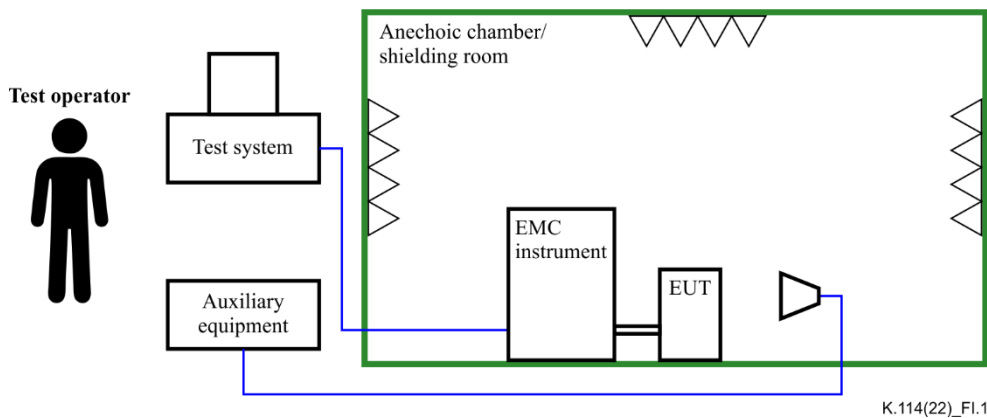 Anechoic chamber/
shielding room
Test operator
Test system
EMC
instrument
EUT
Auxiliary
equipment
K.114(22)_FI.1